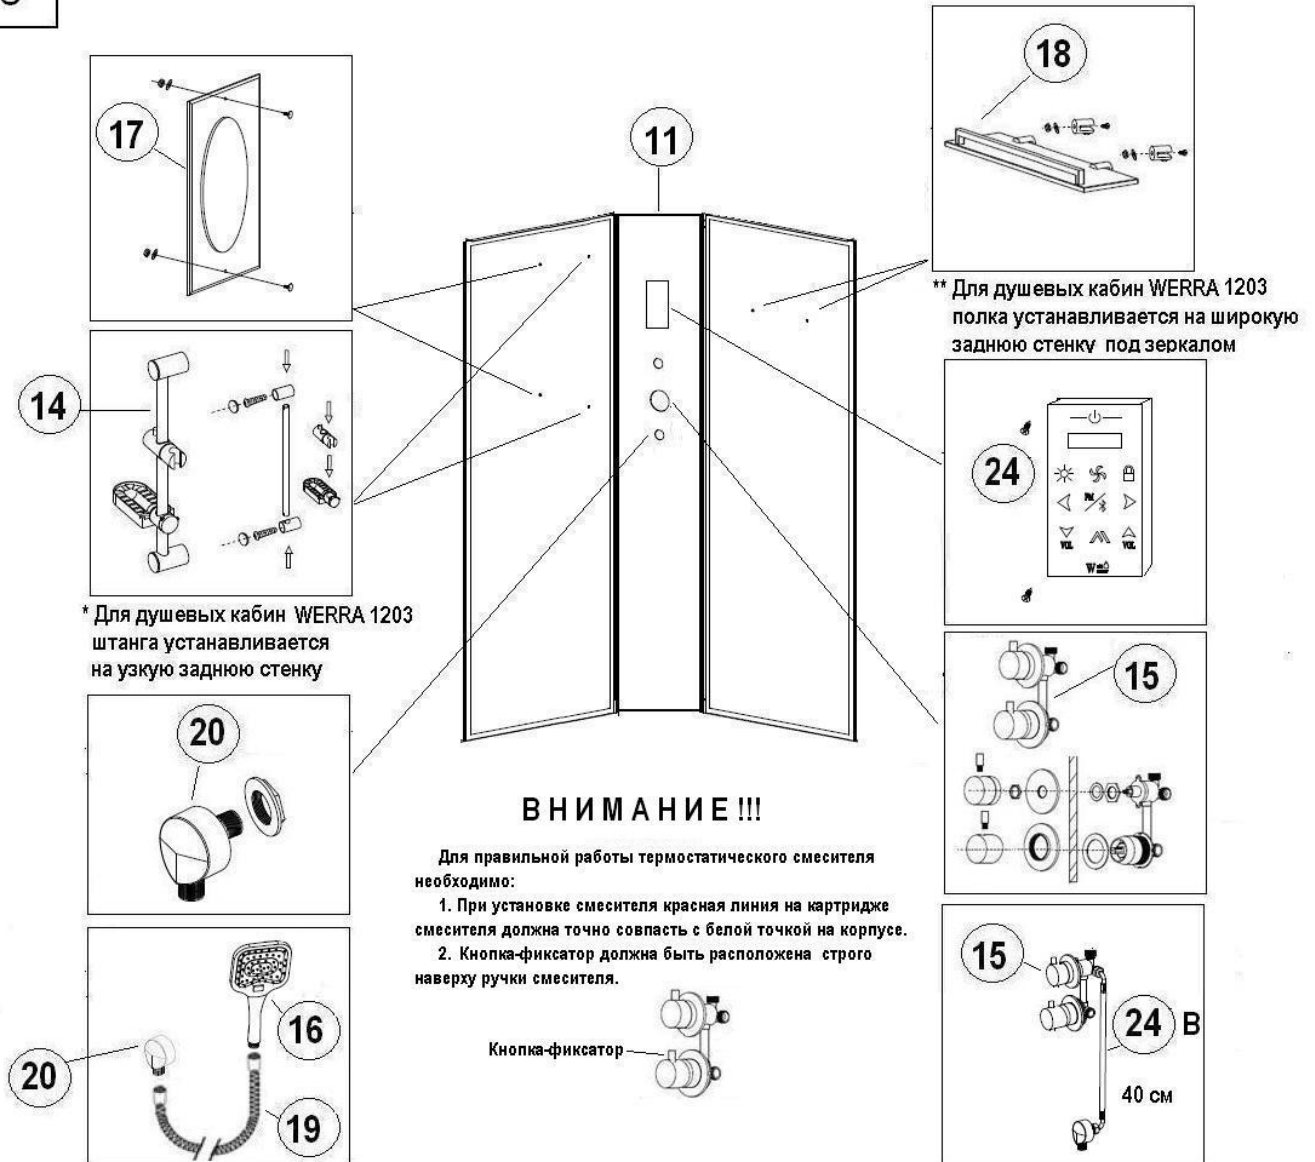 17
11
18
** Для душевых кабин WERRA 1203
полка устанавливается на широкую
заднюю стенку под зеркалом
14
24
FM
VOL
VOL
W
* Для душевых кабин WERRA 1203
штанга устанавливается
на узкую заднюю стенку
15
20
ВНИМАНИЕ!!!
Для правильной работы термостатического смесителя
необходимо:
1. При установке смесителя красная линия на картридже
смесителя должна точно совпасть с белой точкой на корпусе.
2. Кнопка-фиксатор должна быть расположена строго
наверху ручки смесителя.
Кнопка-фиксатор
16
20
19
15
24 В
40 см